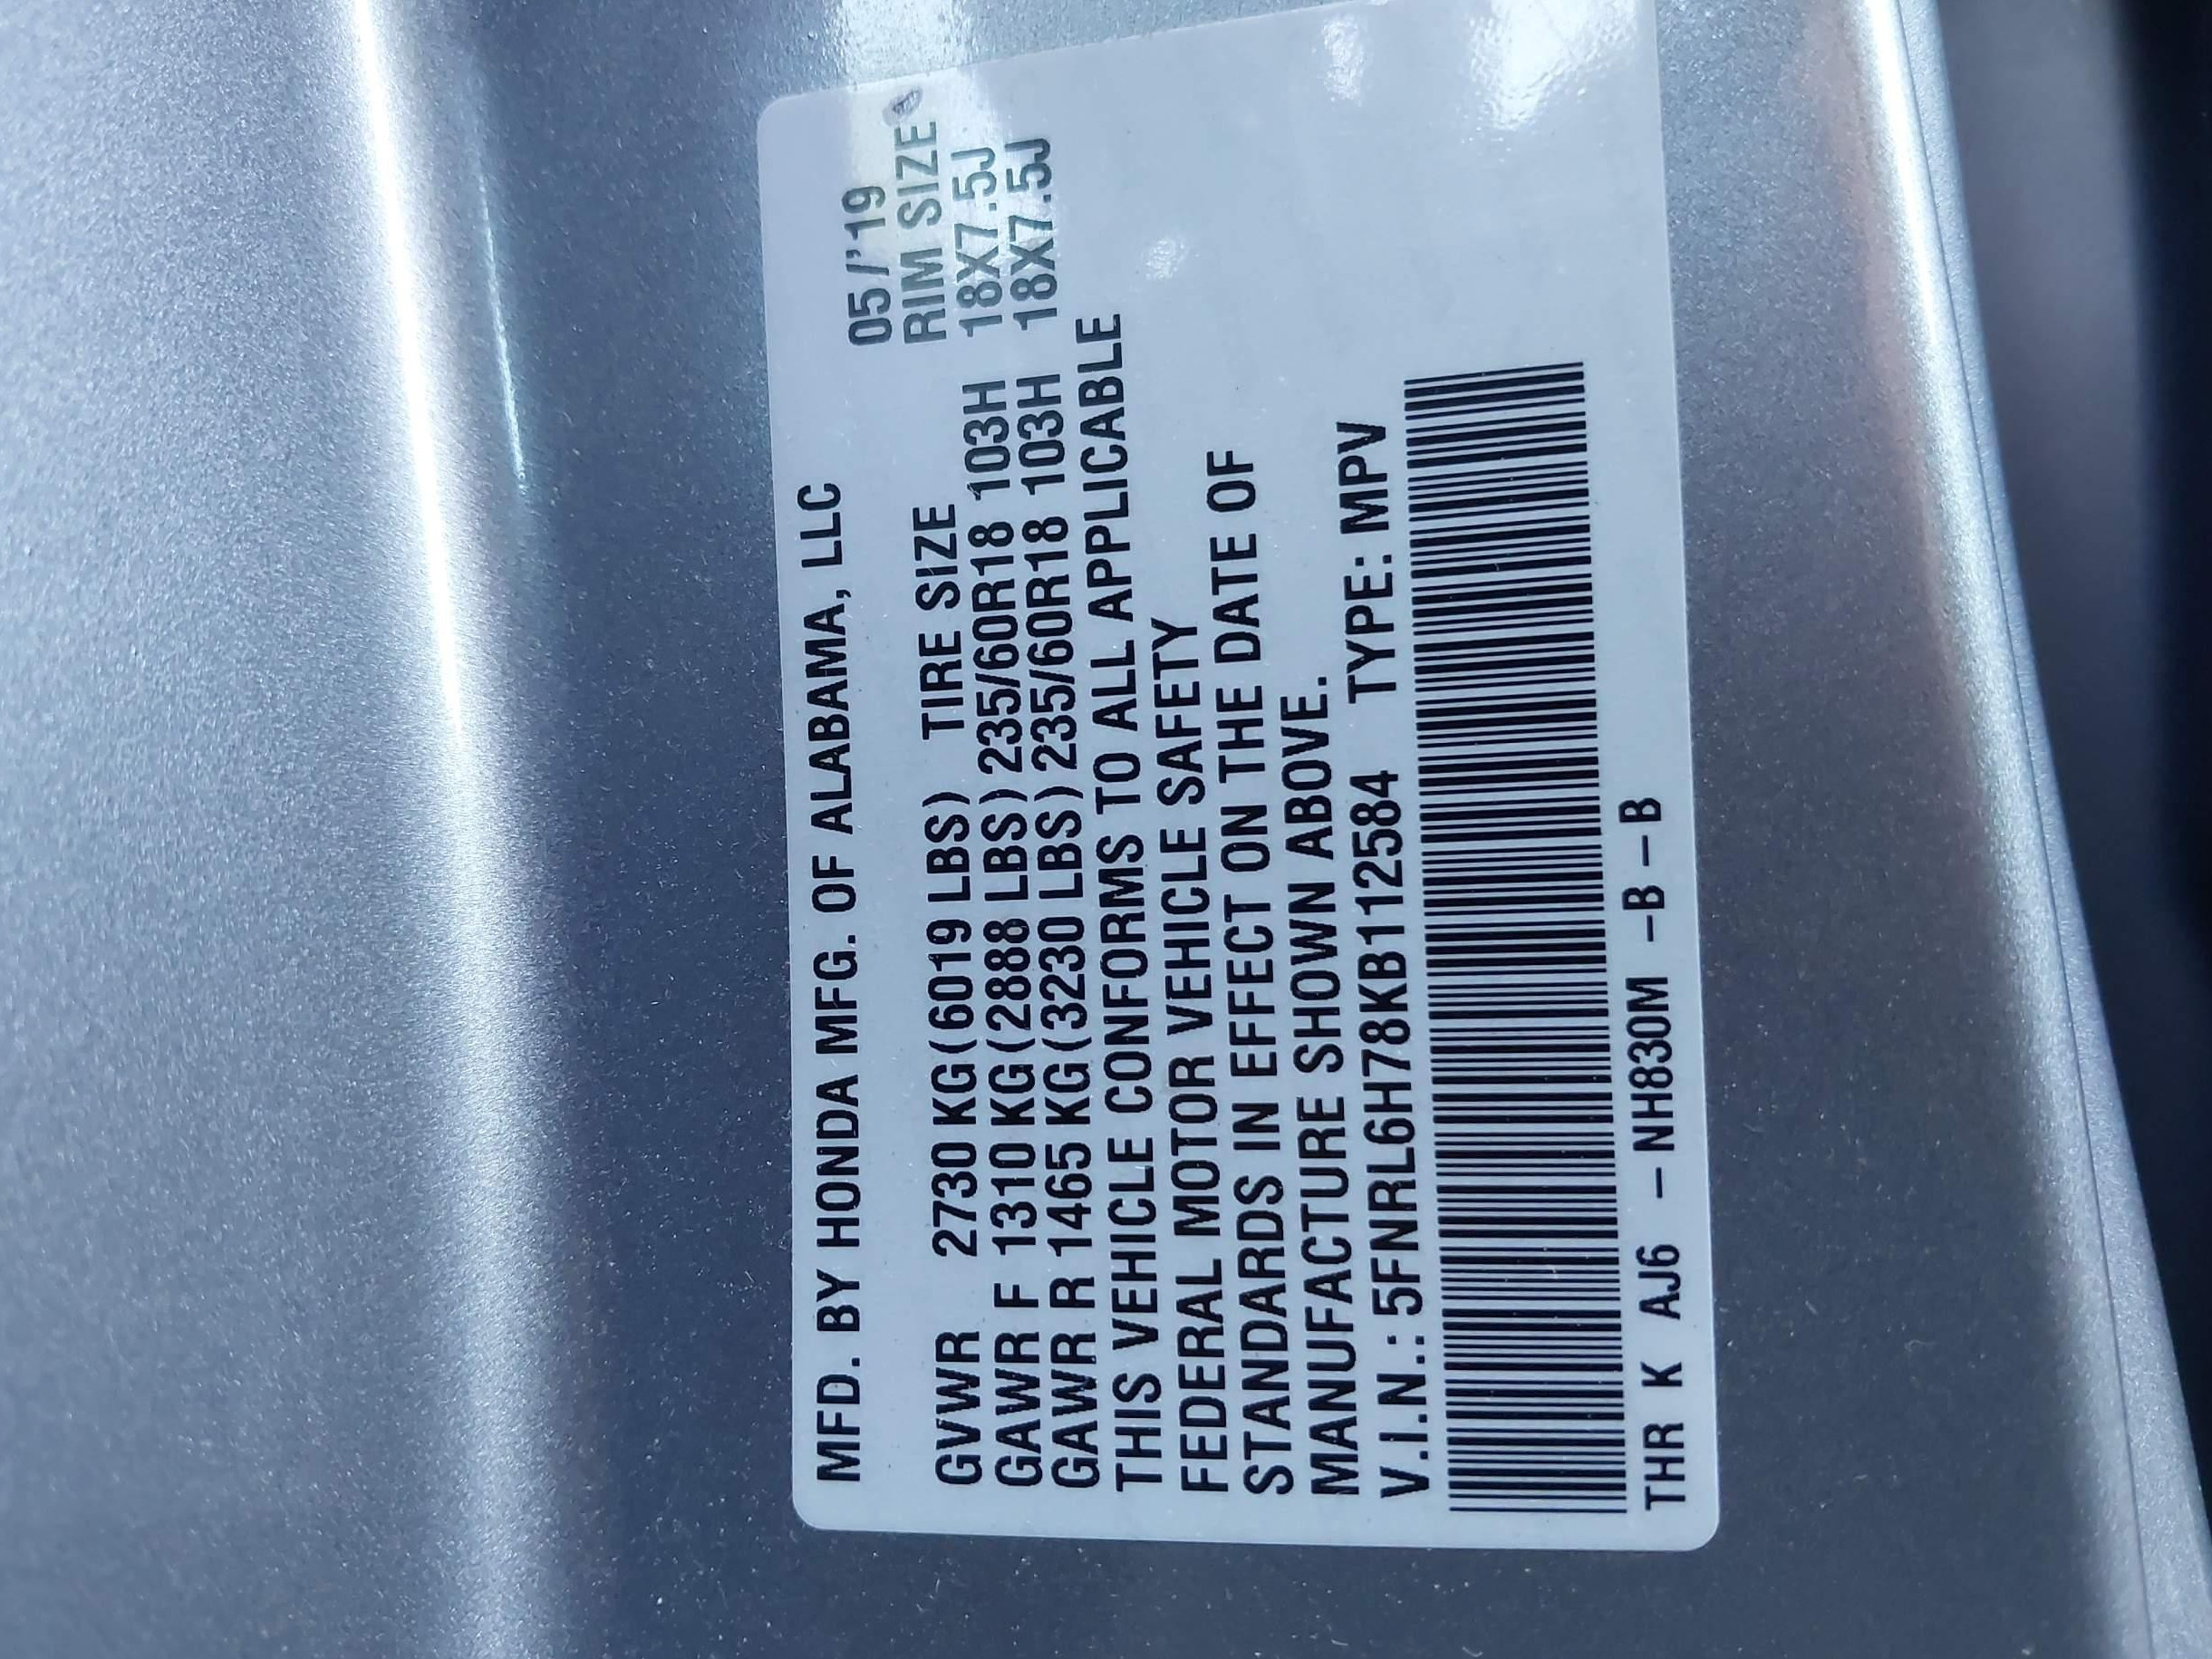 MFD. BY HONDA MFG. OF ALABAMA, LLC
05/'19
GVWR 2730 KG (6019 LBS) TIRE SIZE RIM SIZE
GAWR F 1310 KG (2888 LBS) 235/60R18 103H 18X7.5J
GAWR R 1465 KG (3230 LBS) 235/60R18 103H 18X7.5J
THIS VEHICLE CONFORMS TO ALL APPLICABLE
FEDERAL MOTOR VEHICLE SAFETY
STANDARDS IN EFFECT ON THE DATE OF
MANUFACTURE SHOWN ABOVE.
V.I.N.: 5FNRL6H78KB112584 TYPE: MPV
THR K AJ6 – NH830M –B – B